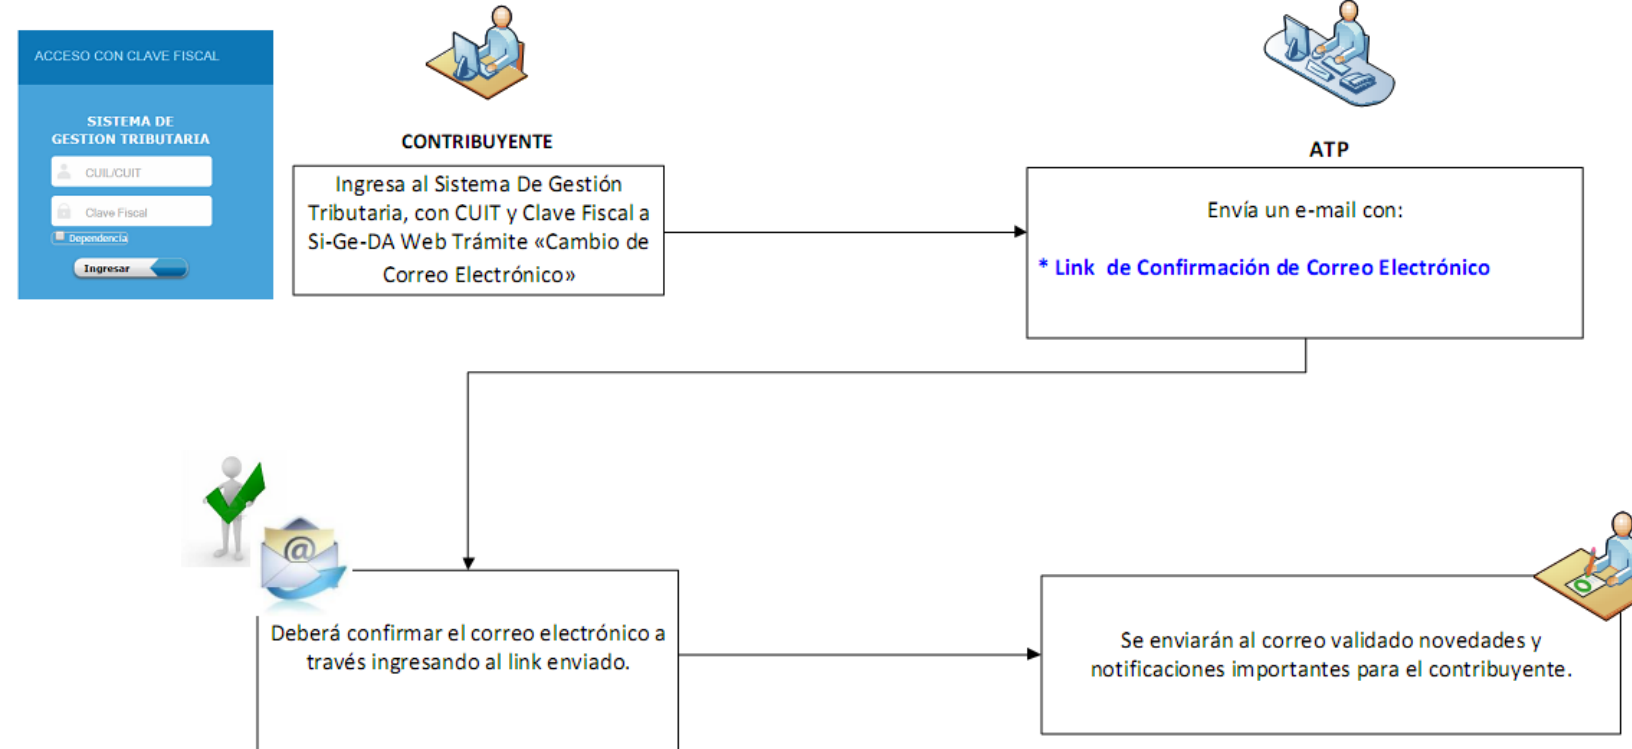 ACCESO CON CLAVE FISCAL
SISTEMA DE
GESTION TRIBUTARIA
CUIL/CUIT
Clave Fiscal
Dependencia
Ingresar
CONTRIBUYENTE
Ingresa al Sistema De Gestión
Tributaria, con CUIT y Clave Fiscal a
Si-Ge-DA Web Trámite «Cambio de
Correo Electrónico»
ATP
Envía un e-mail con:
* Link de Confirmación de Correo Electrónico
Deberá confirmar el correo electrónico a
través ingresando al link enviado.
Se enviarán al correo validado novedades y
notificaciones importantes para el contribuyente.